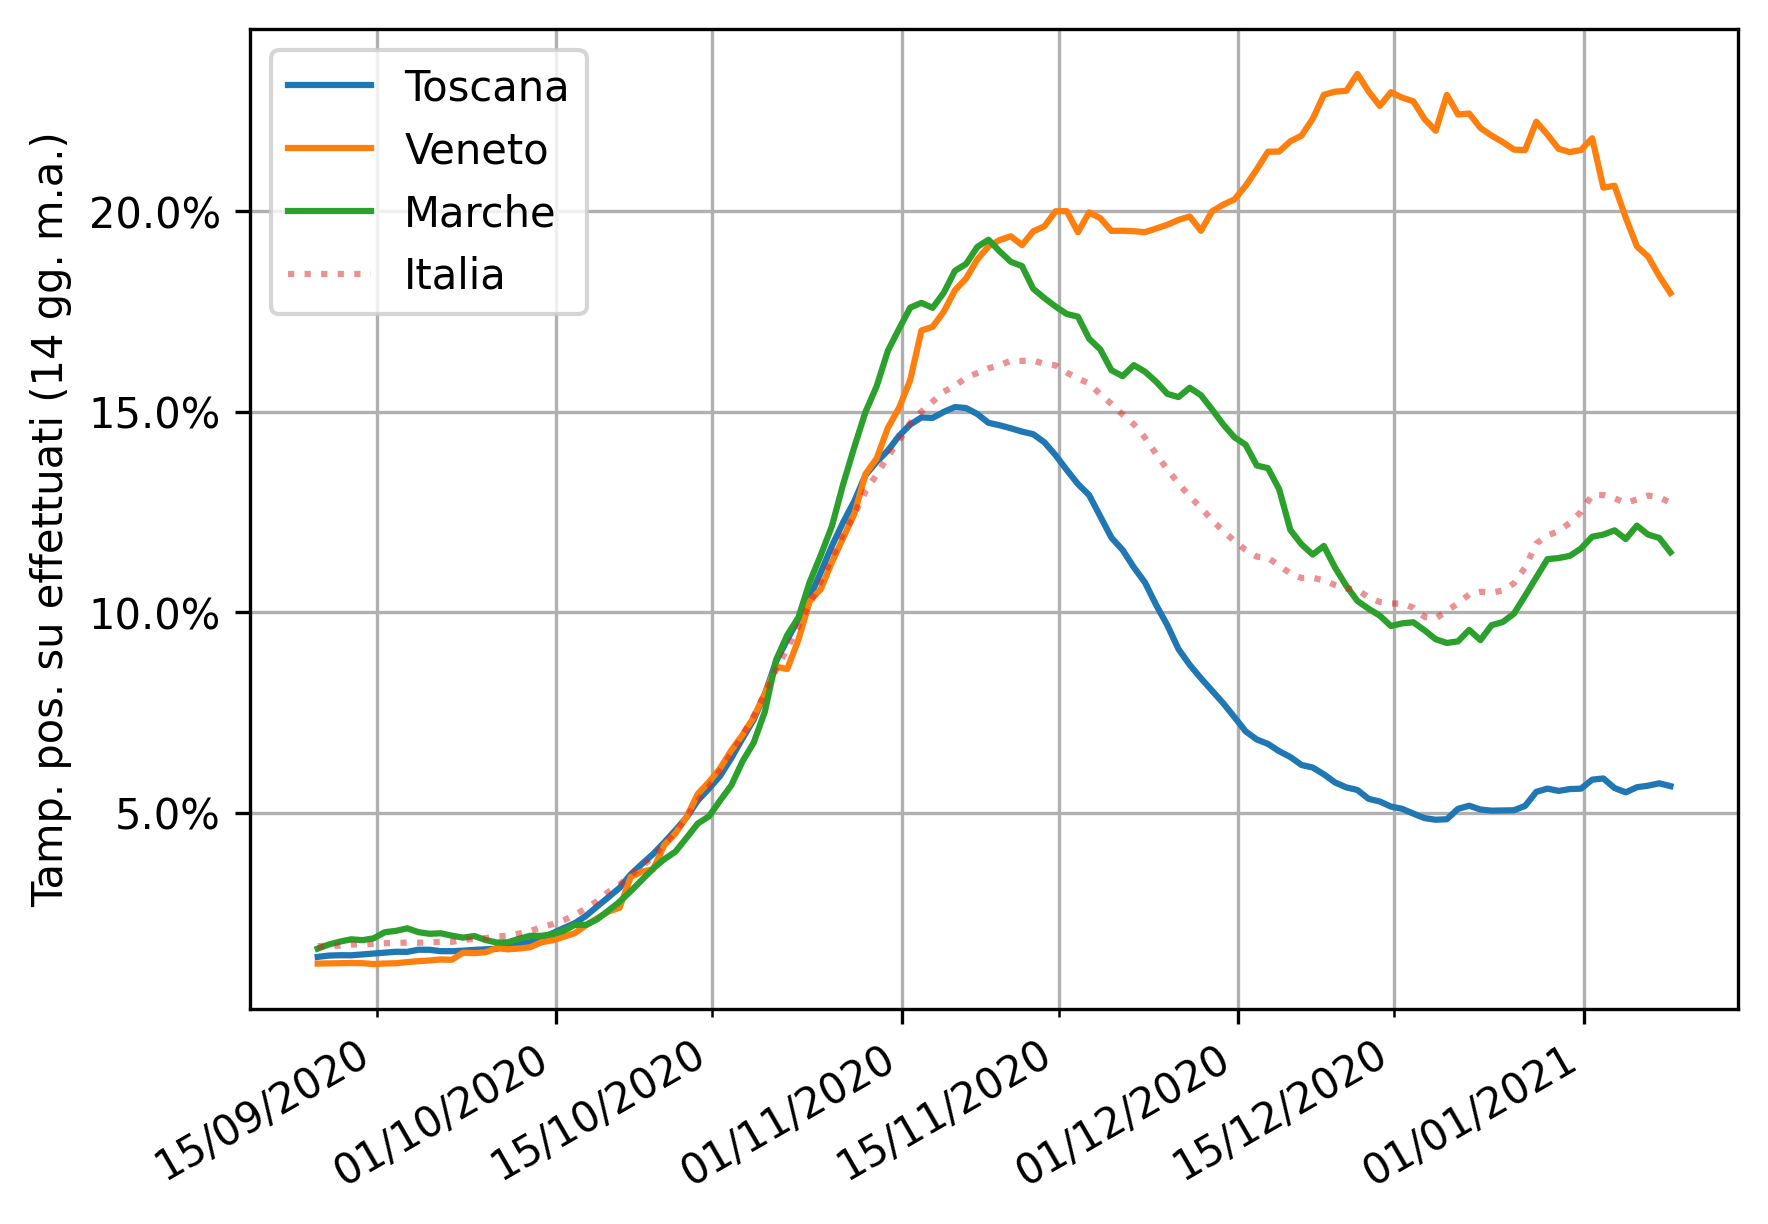 Toscana
Veneto
Marche
Italia
Tamp. pos. su effettuati (14 gg. m.a.)
20.0%
15.0%
10.0%
5.0%
15/09/2020
01/10/2020
15/10/2020
01/11/2020
15/11/2020
01/12/2020
15/12/2020
01/01/2021